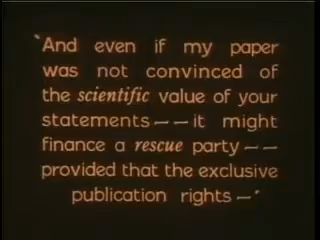 "And even if my paper
was not convinced of
the scientific value of your
statements — — it might
finance a rescue party — —
provided that the exclusive
publication rights —"